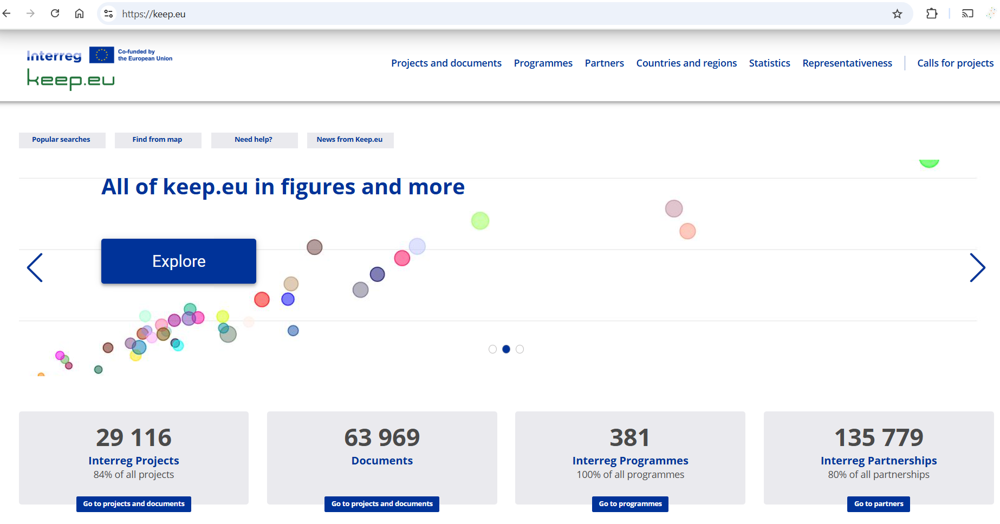 https://keep.eu
Interreg
Co-funded by
the European Union
keep.eu
Projects and documents Programmes Partners Countries and regions Statistics Representativeness Calls for projects
Popular searches Find from map Need help? News from Keep.eu
All of keep.eu in figures and more
Explore
29 116 63 969 381 135 779
Interreg Projects Documents Interreg Programmes Interreg Partnerships
84% of all projects 100% of all programmes 80% of all partnerships
Go to projects and documents Go to projects and documents Go to programmes Go to partners